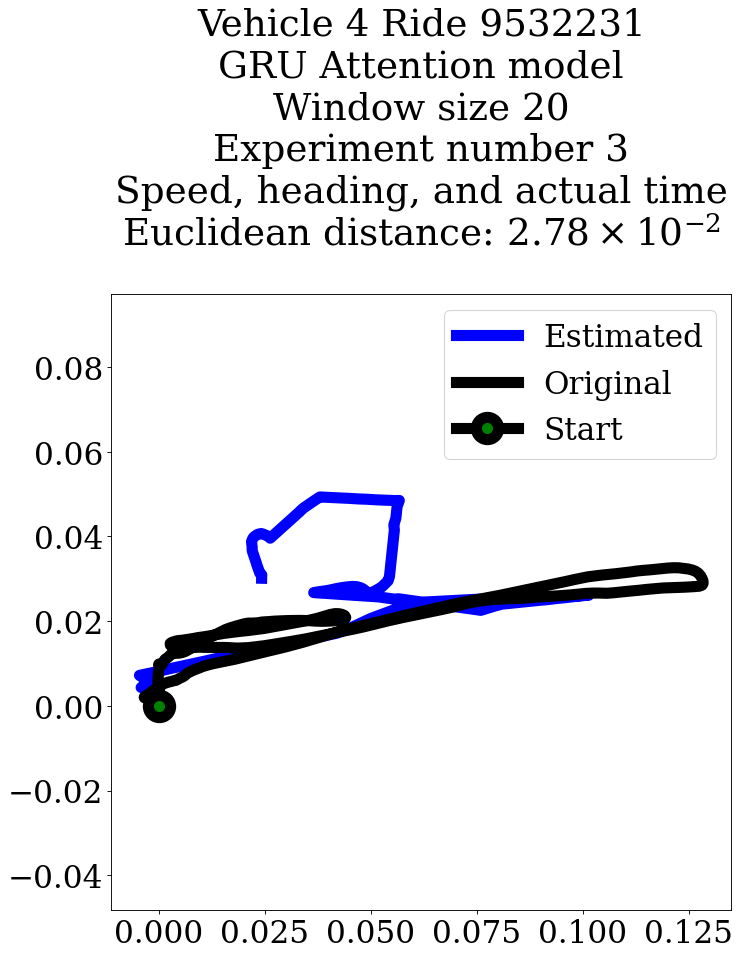 Vehicle 4 Ride 9532231
GRU Attention model
Window size 20
Experiment number 3
Speed, heading, and actual time
Euclidean distance: 2.78 × 10⁻²
Estimated
Original
Start
0.08
0.06
0.04
0.02
0.00
−0.02
−0.04
0.000 0.025 0.050 0.075 0.100 0.125